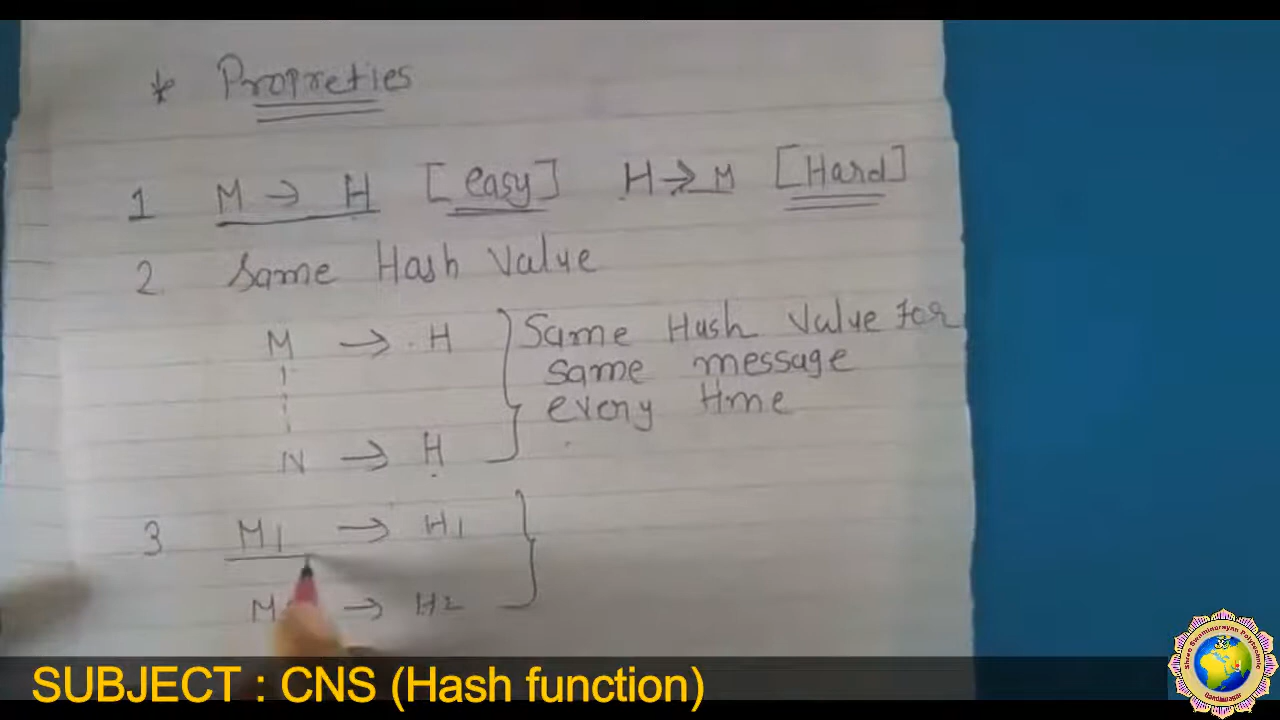 * Propreties
1 M → H [easy] H → M [Hard]
2 Same Hash Value
M → H } Same Hash Value For
same message
every time
N → H
3 M1 → H1 }
M → H2
SUBJECT : CNS (Hash function)